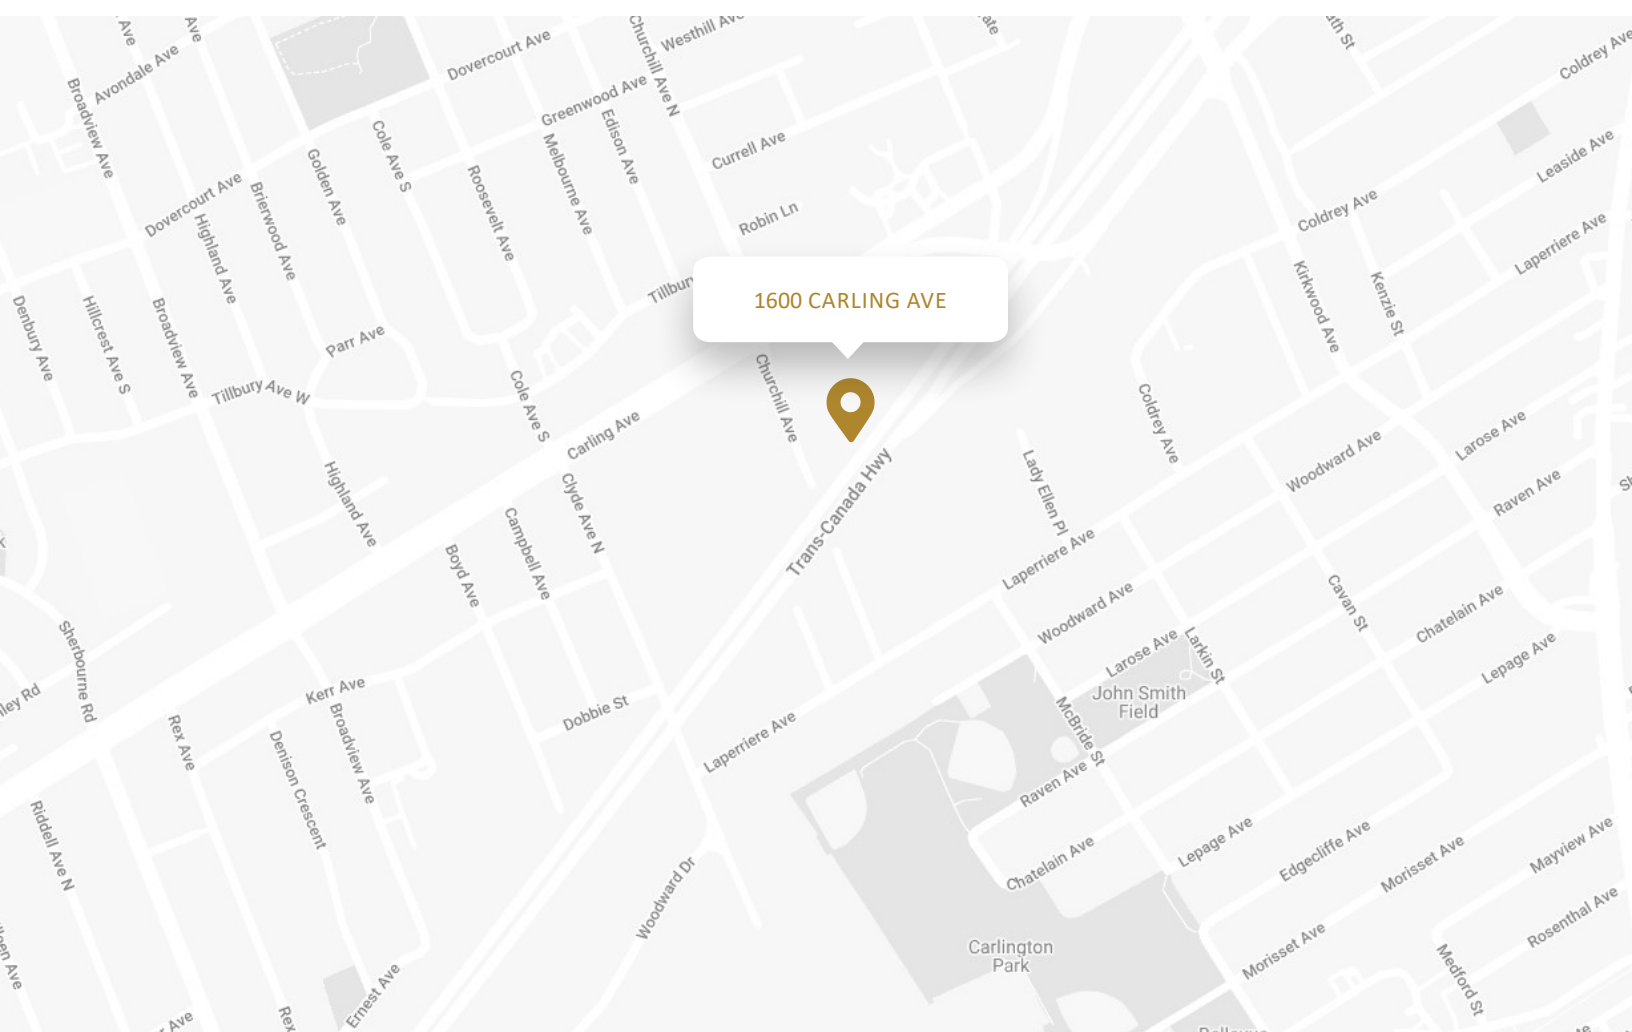 Ave
Ave
Avondale Ave
Dovercourt Ave
Churchill Ave N
Westhill Ave
Coldrey Ave
Broadview Ave
Greenwood Ave
Edison Ave
Cole Ave S
Melbourne Ave
Currell Ave
Leaside Ave
Golden Ave
Roosevelt Ave
Dovercourt Ave
Brierwood Ave
Highland Ave
Robin Ln
Coldrey Ave
Laperriere Ave
Kirkwood Ave
Kenzie St
Tillbury
1600 CARLING AVE
Denbury Ave
Hillcrest Ave S
Broadview Ave
Parr Ave
Tillbury Ave W
Cole Ave S
Churchill Ave
Carling Ave
Coldrey Ave
Woodward Ave
Larose Ave
Raven Ave
Highland Ave
Clyde Ave N
Campbell Ave
Boyd Ave
Trans-Canada Hwy
Lady Ellen Pl
Laperriere Ave
Woodward Ave
Cavan St
Chatelain Ave
Lepage Ave
Larose Ave
Larkin St
John Smith
Field
Sherbourne Rd
Kerr Ave
Broadview Ave
Dobbie St
Rex Ave
Denison Crescent
Laperriere Ave
McBride St
Raven Ave
Chatelain Ave
Lepage Ave
Edgecliffe Ave
Morisset Ave
Mayview Ave
Rosenthal Ave
Riddell Ave N
Woodward Dr
Carlington
Park
Morisset Ave
Medford St
Ernest Ave
Rex
Ave